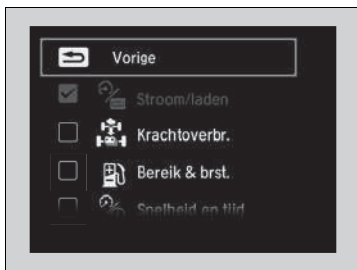 Vorige
Stroom/laden
Krachtoverbr.
Bereik & brst.
Snelheid en tijd